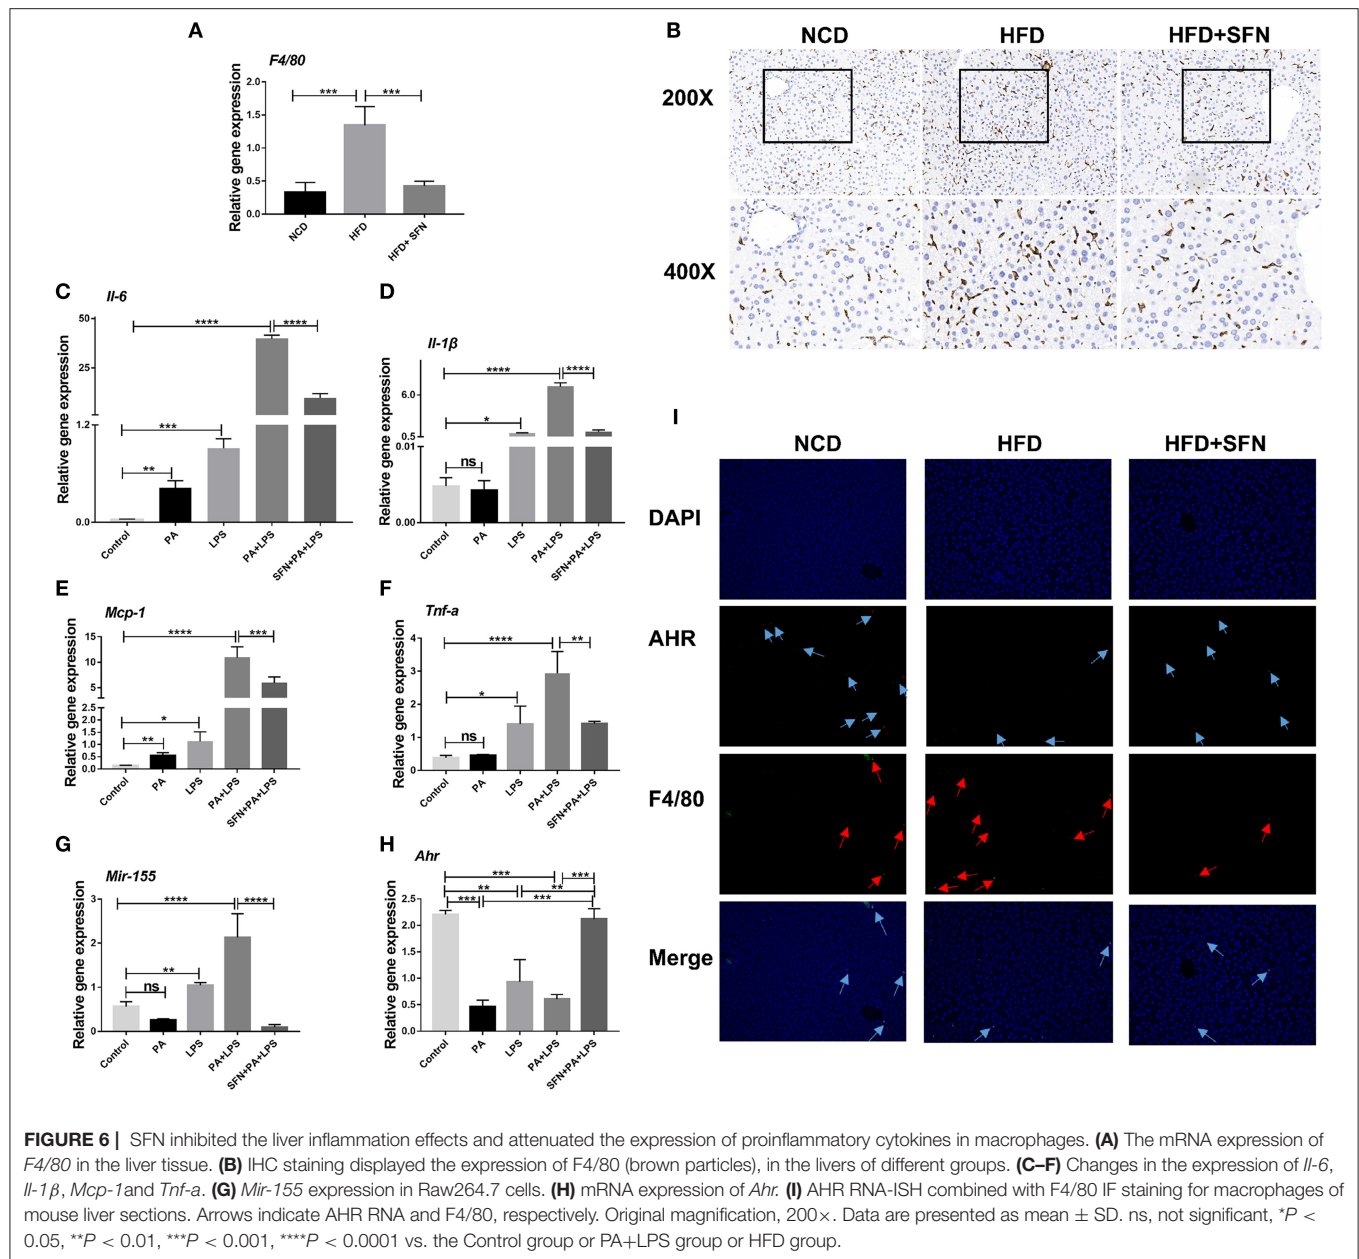 A
F4/80
Relative gene expression
2.0
1.5
1.0
0.5
0.0
***
***
NCD
HFD
HFD+ SFN
B
NCD
HFD
HFD+SFN
200X
400X
C
Il-6
Relative gene expression
50
25
1.2
0.0
****
****
***
**
Control
PA
LPS
PA+LPS
SFN+PA+LPS
D
Il-1β
Relative gene expression
6.0
0.5
0.01
0.00
****
****
*
ns
Control
PA
LPS
PA+LPS
SFN+PA+LPS
E
Mcp-1
Relative gene expression
15
10
5
2.5
2.0
1.5
1.0
0.5
0.0
****
***
*
**
Control
PA
LPS
PA+LPS
SFN+PA+LPS
F
Tnf-a
Relative gene expression
4
3
2
1
0
****
**
*
ns
Control
PA
LPS
PA+LPS
SFN+PA+LPS
G
Mir-155
Relative gene expression
3
2
1
0
****
****
**
ns
Control
PA
LPS
PA+LPS
SFN+PA+LPS
H
Ahr
Relative gene expression
2.5
2.0
1.5
1.0
0.5
0.0
***
***
**
**
***
***
Control
PA
LPS
PA+LPS
SFN+PA+LPS
I
NCD
HFD
HFD+SFN
DAPI
AHR
F4/80
Merge
FIGURE 6 | SFN inhibited the liver inflammation effects and attenuated the expression of proinflammatory cytokines in macrophages. (A) The mRNA expression of
F4/80 in the liver tissue. (B) IHC staining displayed the expression of F4/80 (brown particles), in the livers of different groups. (C–F) Changes in the expression of Il-6,
Il-1β, Mcp-1and Tnf-a. (G) Mir-155 expression in Raw264.7 cells. (H) mRNA expression of Ahr. (I) AHR RNA-ISH combined with F4/80 IF staining for macrophages of
mouse liver sections. Arrows indicate AHR RNA and F4/80, respectively. Original magnification, 200×. Data are presented as mean ± SD. ns, not significant, *P <
0.05, **P < 0.01, ***P < 0.001, ****P < 0.0001 vs. the Control group or PA+LPS group or HFD group.